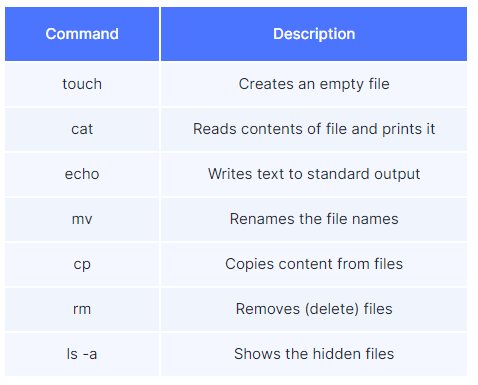 Command Description
touch Creates an empty file
cat Reads contents of file and prints it
echo Writes text to standard output
mv Renames the file names
cp Copies content from files
rm Removes (delete) files
ls -a Shows the hidden files